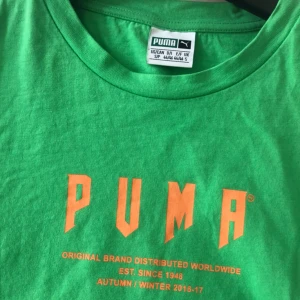 PUMA
PUMA
®
ORIGINAL BRAND DISTRIBUTED WORLDWIDE
EST. SINCE 1948
AUTUMN / WINTER 2016-17